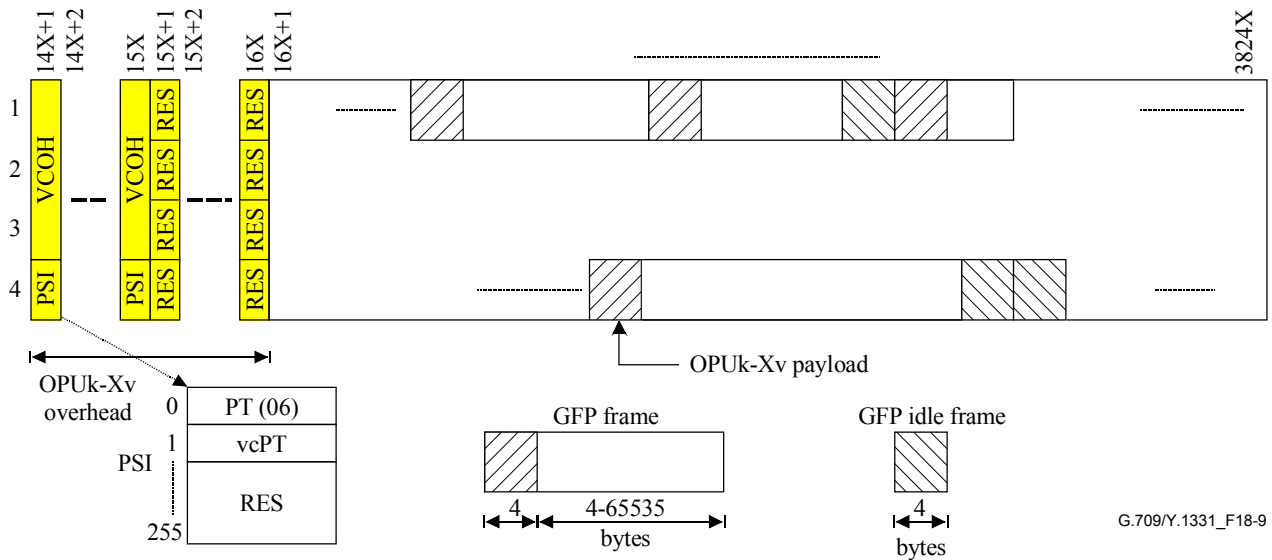 14X+1
14X+2
15X
15X+1
15X+2
16X
16X+1
3824X
1
VCOH
VCOH
RES
RES
2
RES
RES
3
RES
RES
4
PSI
PSI
RES
RES
OPUk-Xv payload
OPUk-Xv
overhead
0
PT (06)
PSI
1
vcPT
RES
255
GFP frame
4
4-65535
bytes
GFP idle frame
4
bytes
G.709/Y.1331_F18-9